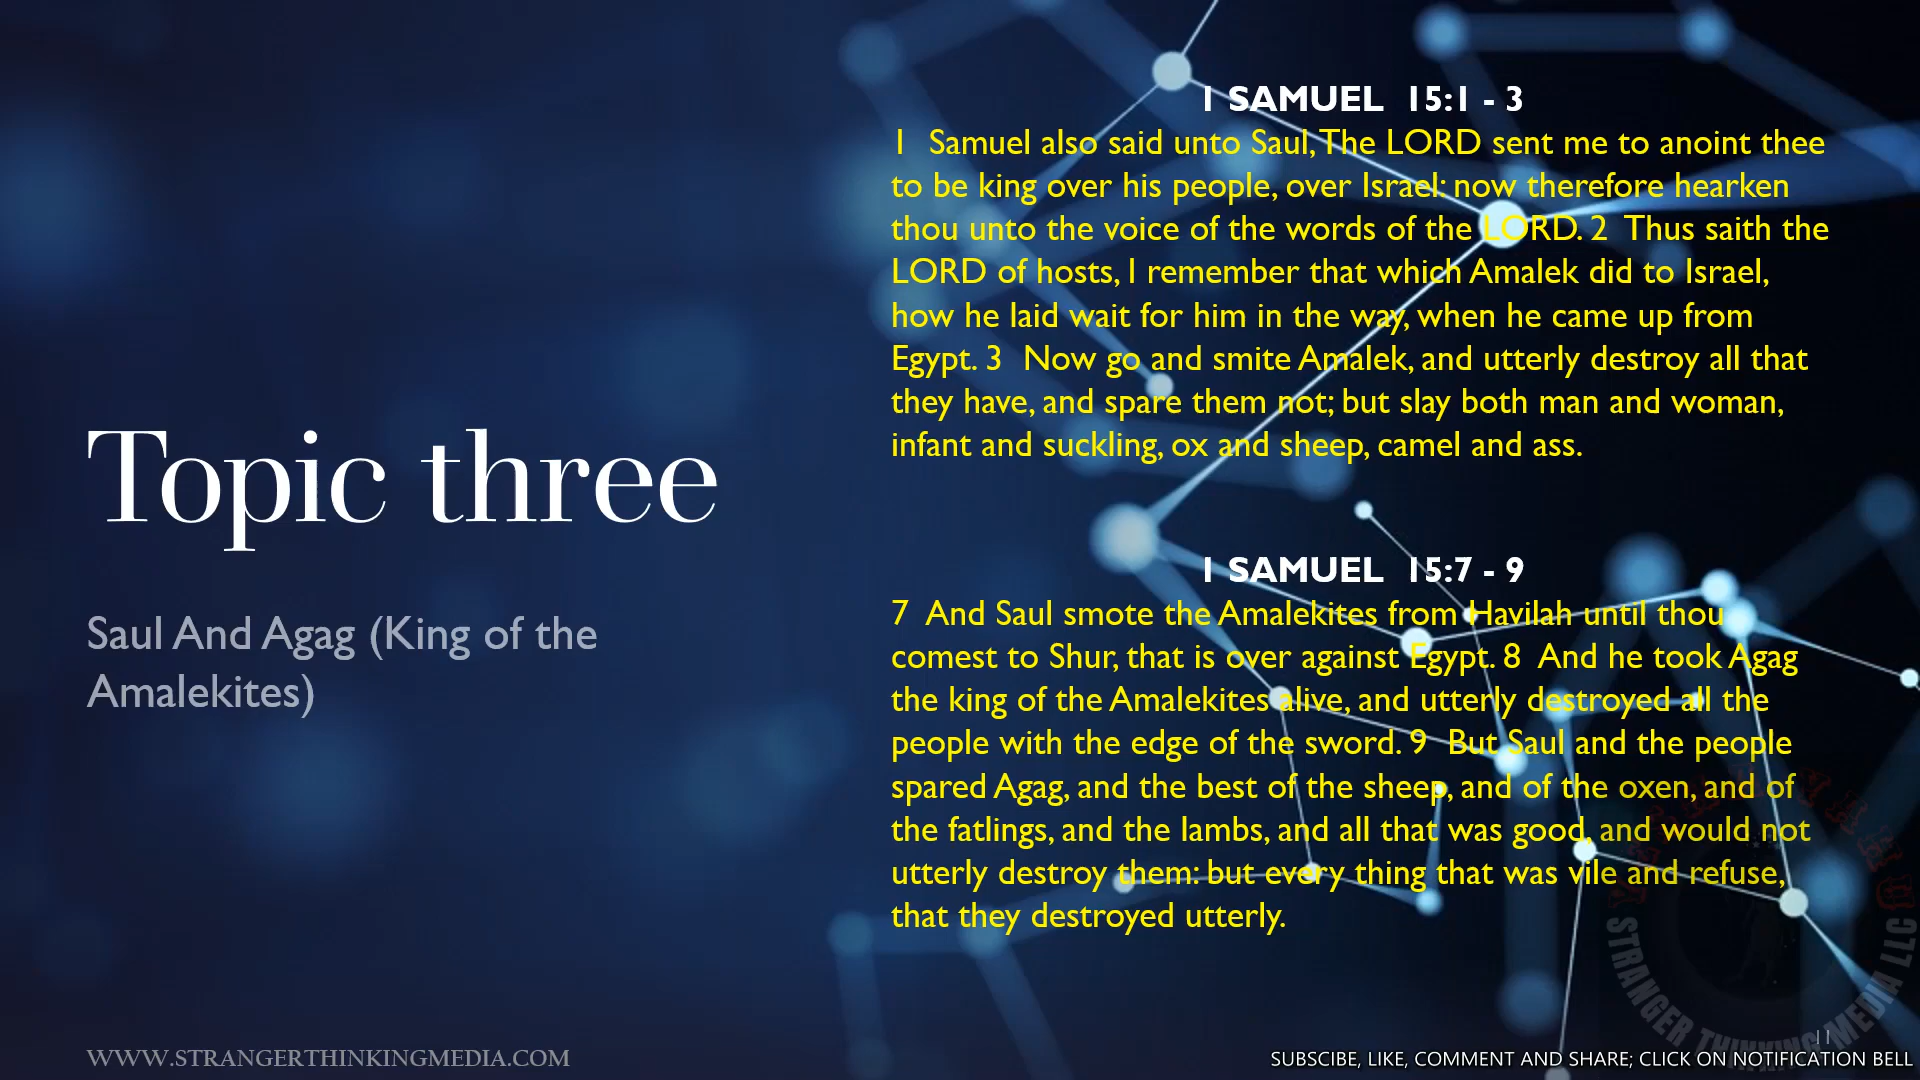 Topic three
Saul And Agag (King of the
Amalekites)
1 SAMUEL 15:1 - 3
1 Samuel also said unto Saul, The LORD sent me to anoint thee
to be king over his people, over Israel: now therefore hearken
thou unto the voice of the words of the LORD. 2 Thus saith the
LORD of hosts, I remember that which Amalek did to Israel,
how he laid wait for him in the way, when he came up from
Egypt. 3 Now go and smite Amalek, and utterly destroy all that
they have, and spare them not; but slay both man and woman,
infant and suckling, ox and sheep, camel and ass.
1 SAMUEL 15:7 - 9
7 And Saul smote the Amalekites from Havilah until thou
comest to Shur, that is over against Egypt. 8 And he took Agag
the king of the Amalekites alive, and utterly destroyed all the
people with the edge of the sword. 9 But Saul and the people
spared Agag, and the best of the sheep, and of the oxen, and of
the fatlings, and the lambs, and all that was good, and would not
utterly destroy them: but every thing that was vile and refuse,
that they destroyed utterly.
STRANGER THINKING MEDIA LLC
11
WWW.STRANGERTHINKINGMEDIA.COM
SUBSCIBE, LIKE, COMMENT AND SHARE; CLICK ON NOTIFICATION BELL